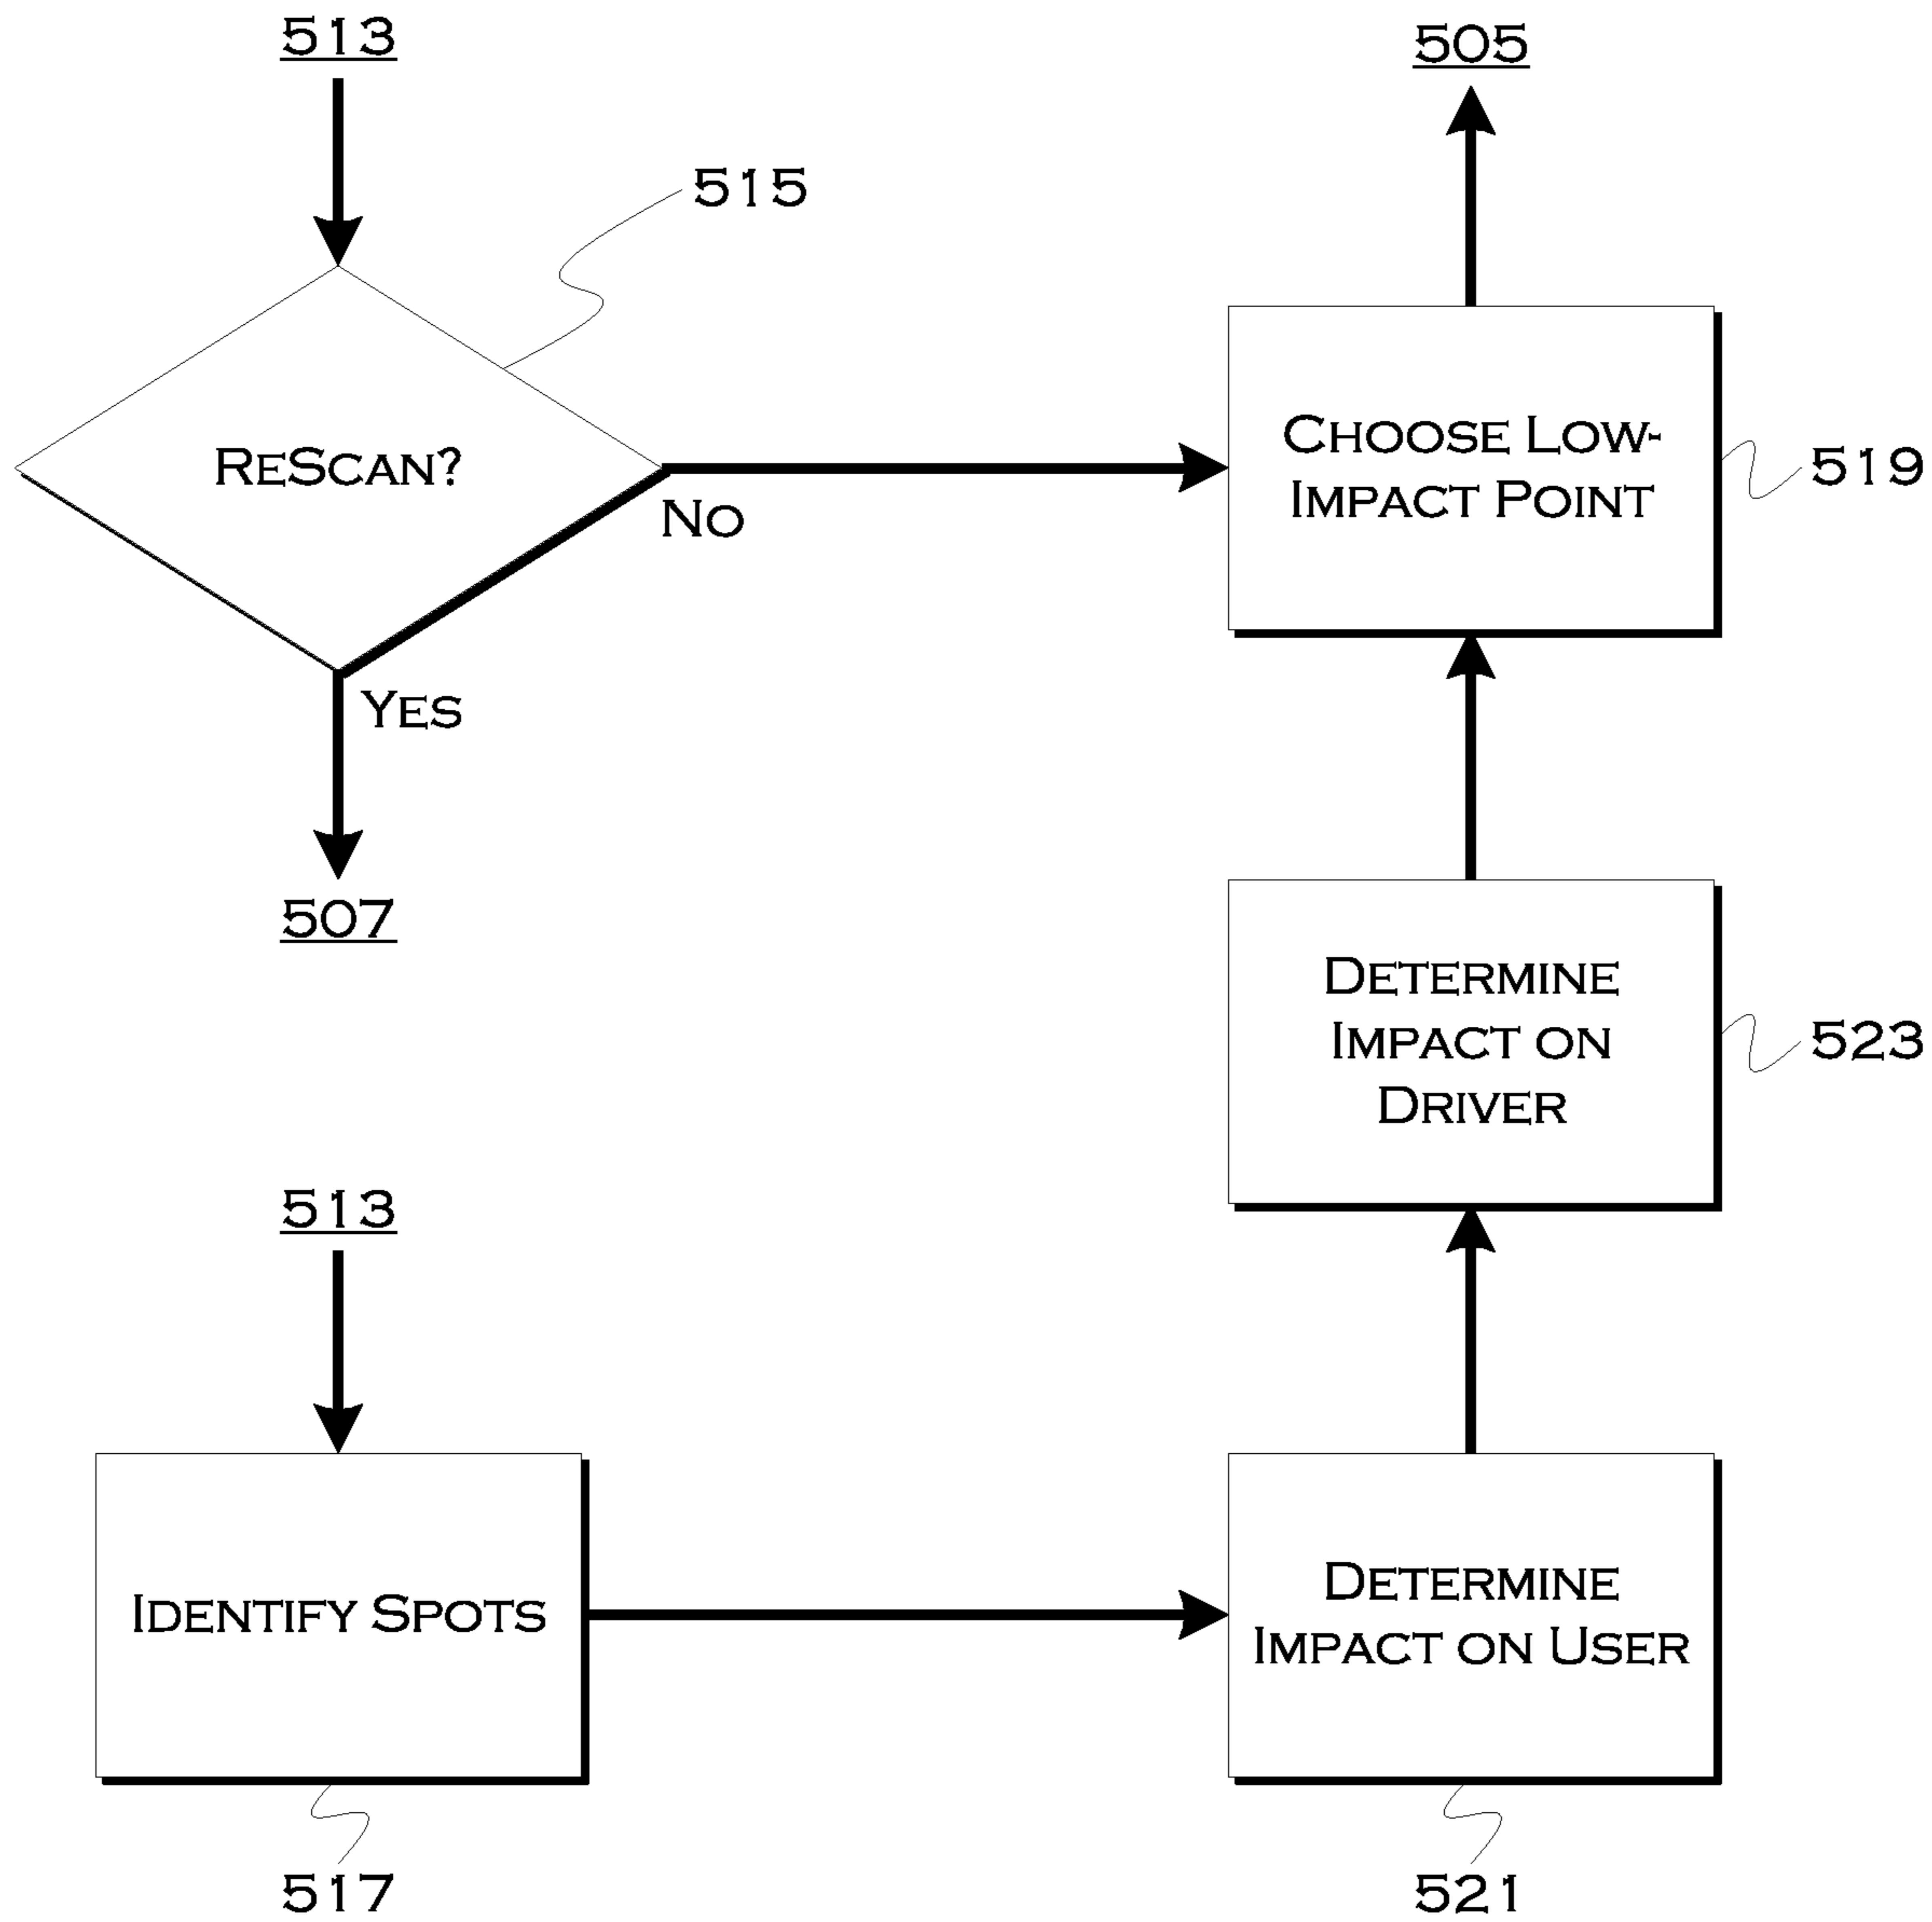 513
505
515
ReScan?
No
Choose Low-
Impact Point
519
Yes
507
Determine
Impact on
Driver
523
513
Identify Spots
Determine
Impact on User
517
521